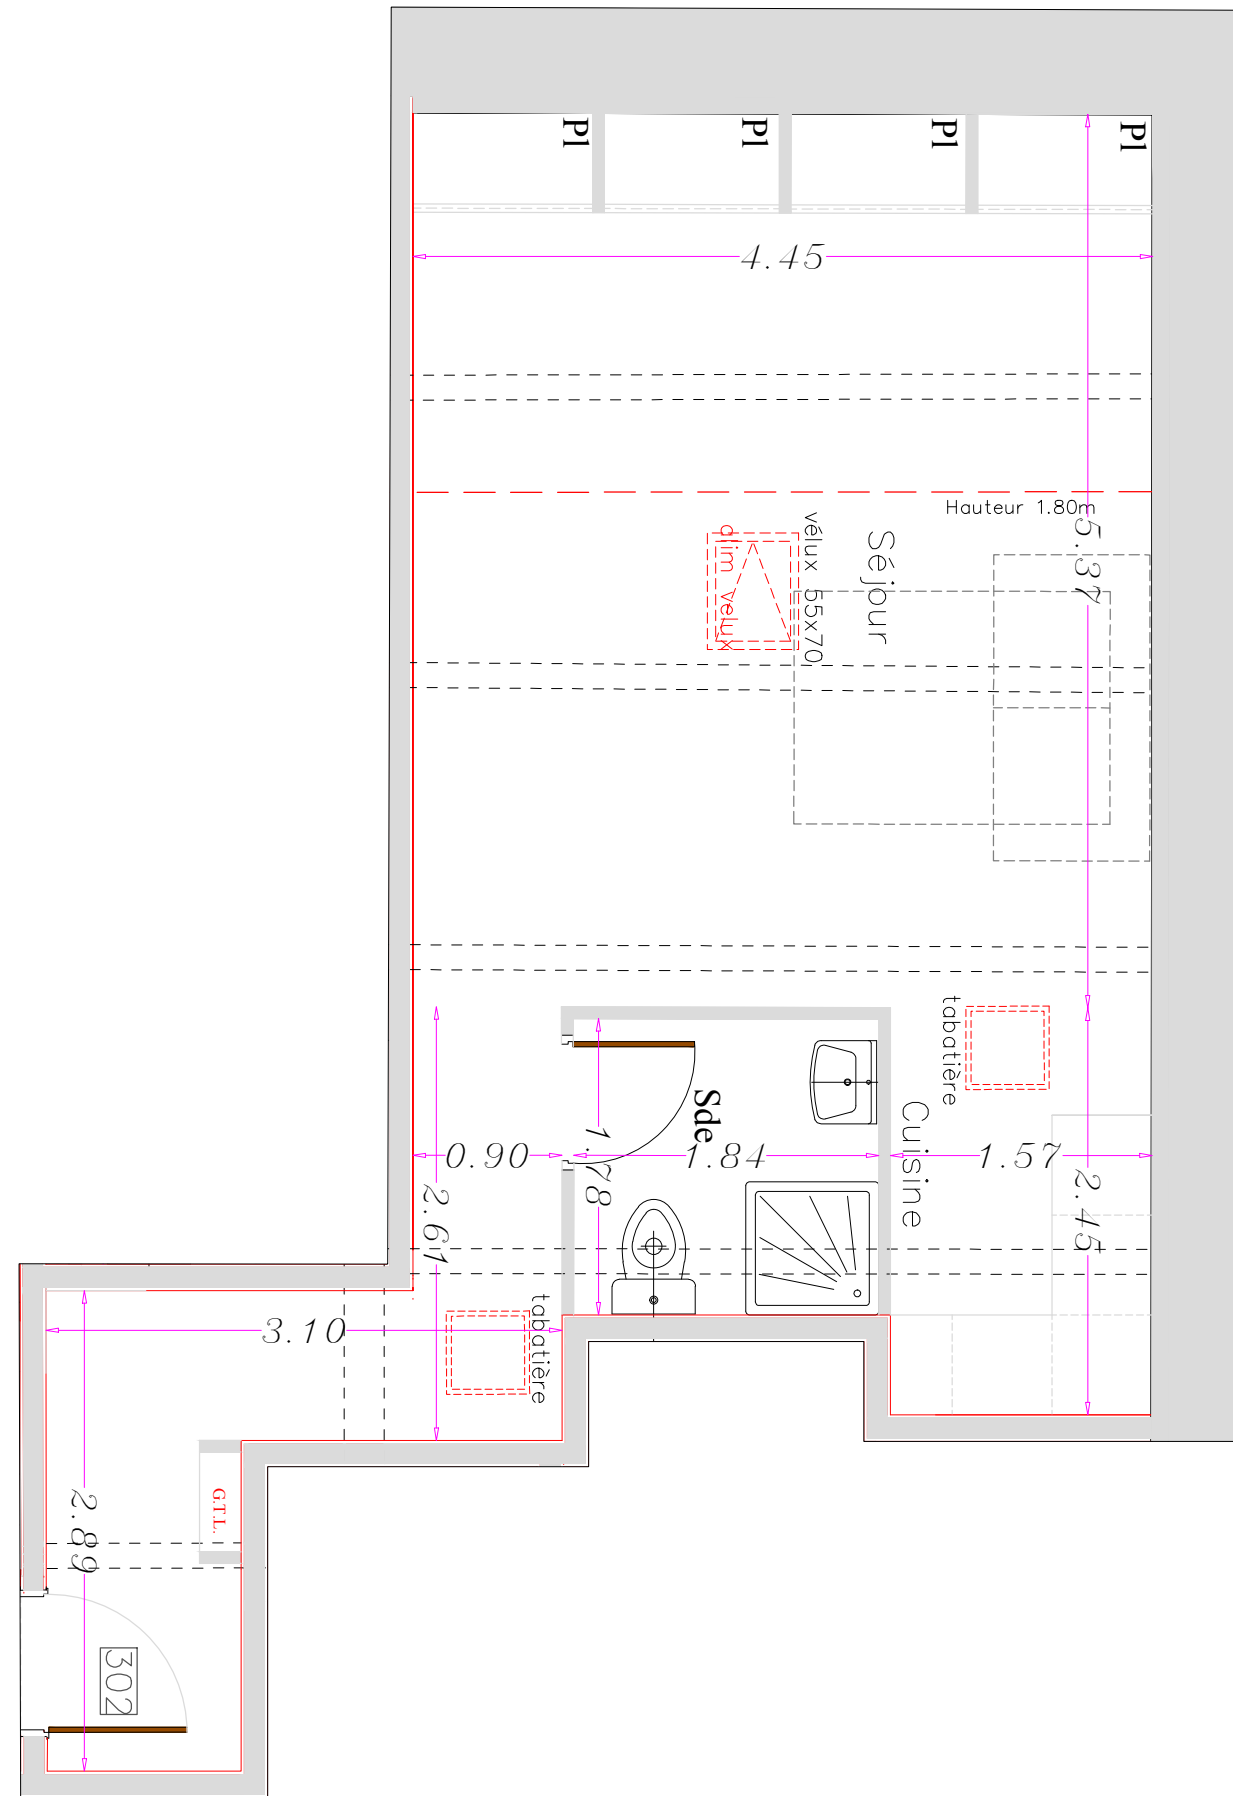 Pl
Pl
Pl
Pl
4.45
Hauteur 1.80m
5.37
Séjour
vélux 55x70
alim velux
tabatière
Cuisine
Sde
0.90
1.84
1.57
1.78
2.61
2.45
3.10
tabatière
G.T.L.
2.89
302